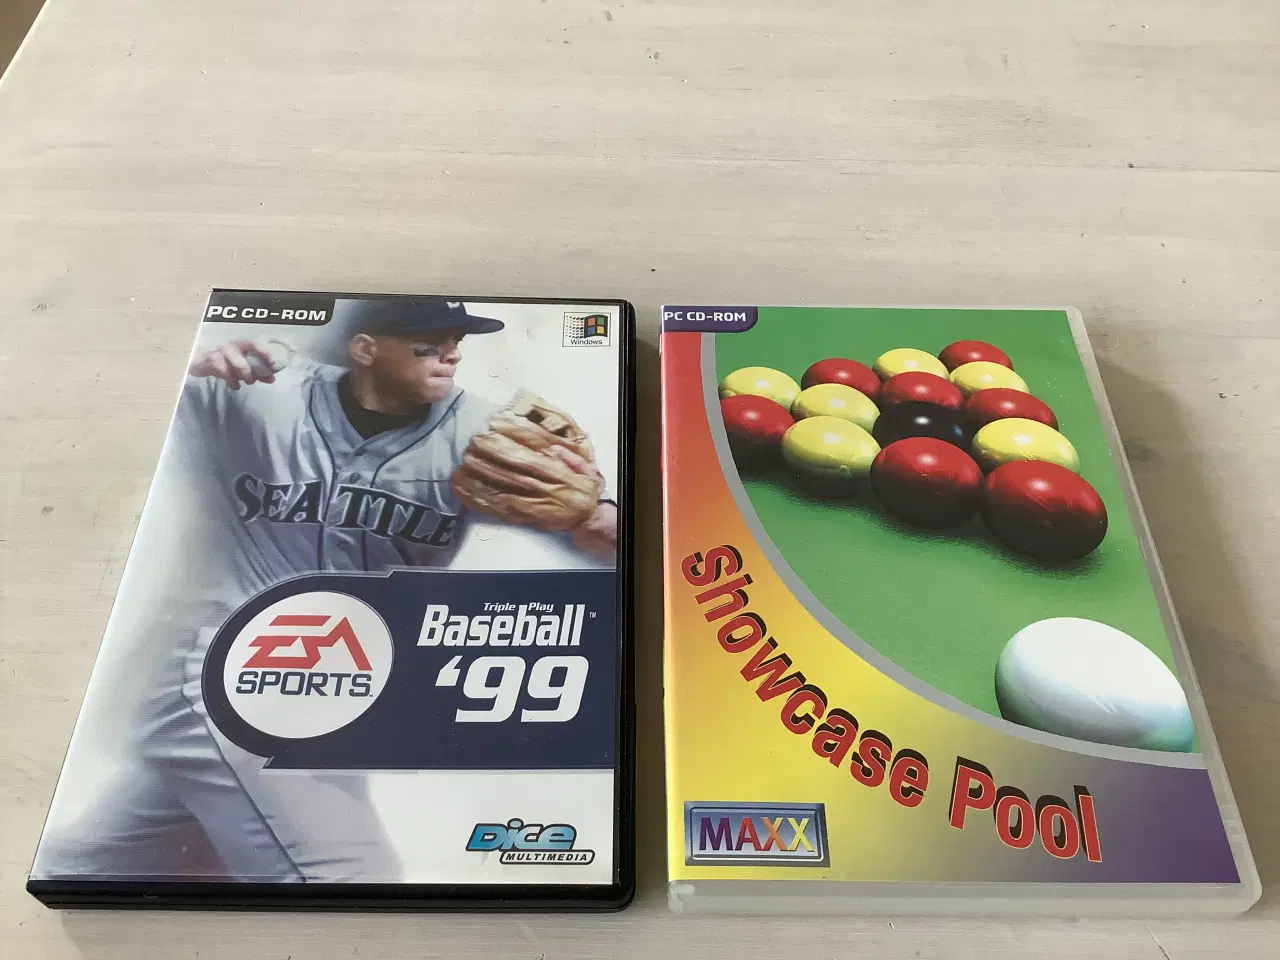 PC CD-ROM
Windows
SEATTLE
EA
SPORTS
Triple Play
Baseball™
'99
Dice
MULTIMEDIA
PC CD-ROM
Showcase Pool
MAXX